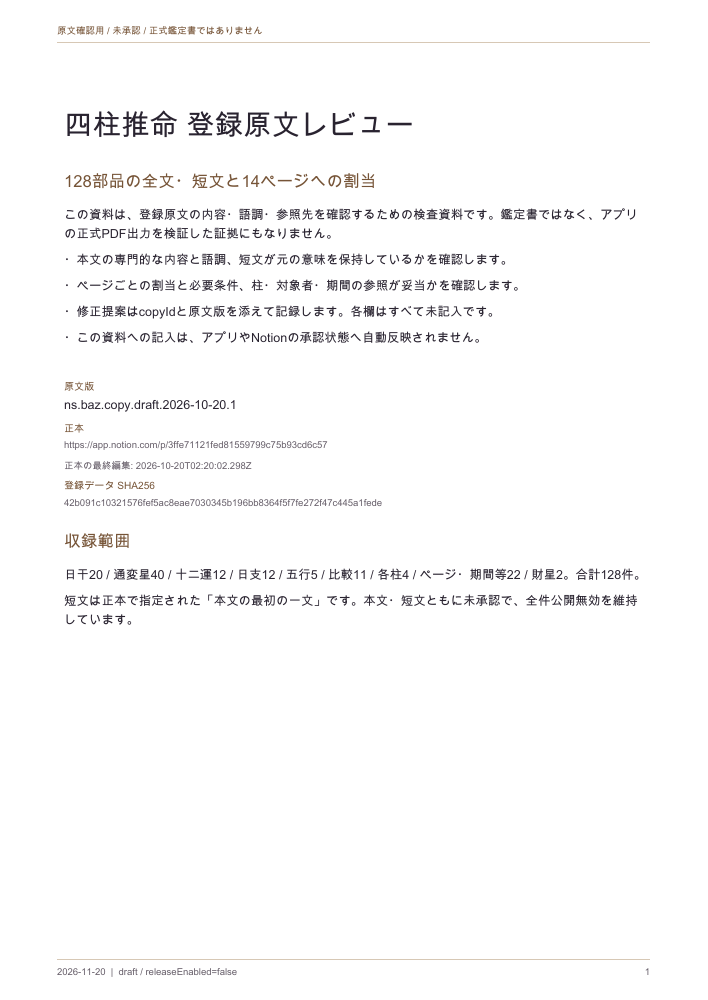 原文確認用 / 未承認 / 正式鑑定書ではありません
四柱推命 登録原文レビュー
128部品の全文・短文と14ページへの割当
この資料は、登録原文の内容・語調・参照先を確認するための検査資料です。鑑定書ではなく、アプリ
の正式PDF出力を検証した証拠にもなりません。
・本文の専門的な内容と語調、短文が元の意味を保持しているかを確認します。
・ページごとの割当と必要条件、柱・対象者・期間の参照が妥当かを確認します。
・修正提案はcopyIdと原文版を添えて記録します。各欄はすべて未記入です。
・この資料への記入は、アプリやNotionの承認状態へ自動反映されません。
原文版
ns.baz.copy.draft.2026-10-20.1
正本
https://app.notion.com/p/3ffe71121fed81559799c75b93cd6c57
正本の最終編集: 2026-10-20T02:20:02.298Z
登録データ SHA256
42b091c10321576fef5ac8eae7030345b196bb8364f5f7fe272f47c445a1fede
収録範囲
日干20 / 通変星40 / 十二運12 / 日支12 / 五行5 / 比較11 / 各柱4 / ページ・期間等22 / 財星2。合計128件。
短文は正本で指定された「本文の最初の一文」です。本文・短文ともに未承認で、全件公開無効を維持
しています。
2026-11-20 | draft / releaseEnabled=false
1